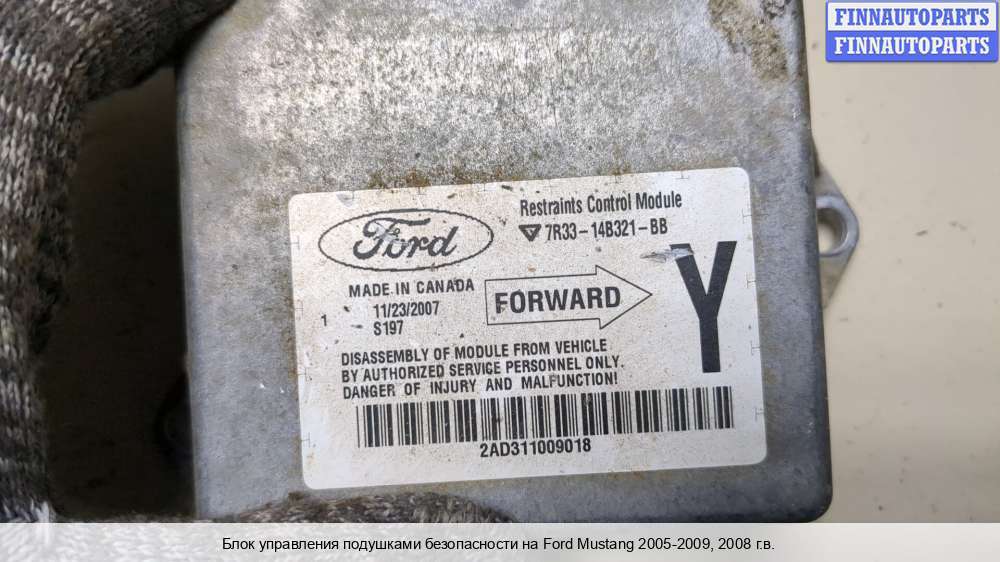 FINNAUTOPARTS
FINNAUTOPARTS
Ford
Restraints Control Module
7R33-14B321-BB
MADE IN CANADA
11/23/2007
1 S197
FORWARD
Y
DISASSEMBLY OF MODULE FROM VEHICLE
BY AUTHORIZED SERVICE PERSONNEL ONLY.
DANGER OF INJURY AND MALFUNCTION!
2AD311009018
Блок управления подушками безопасности на Ford Mustang 2005-2009, 2008 г.в.